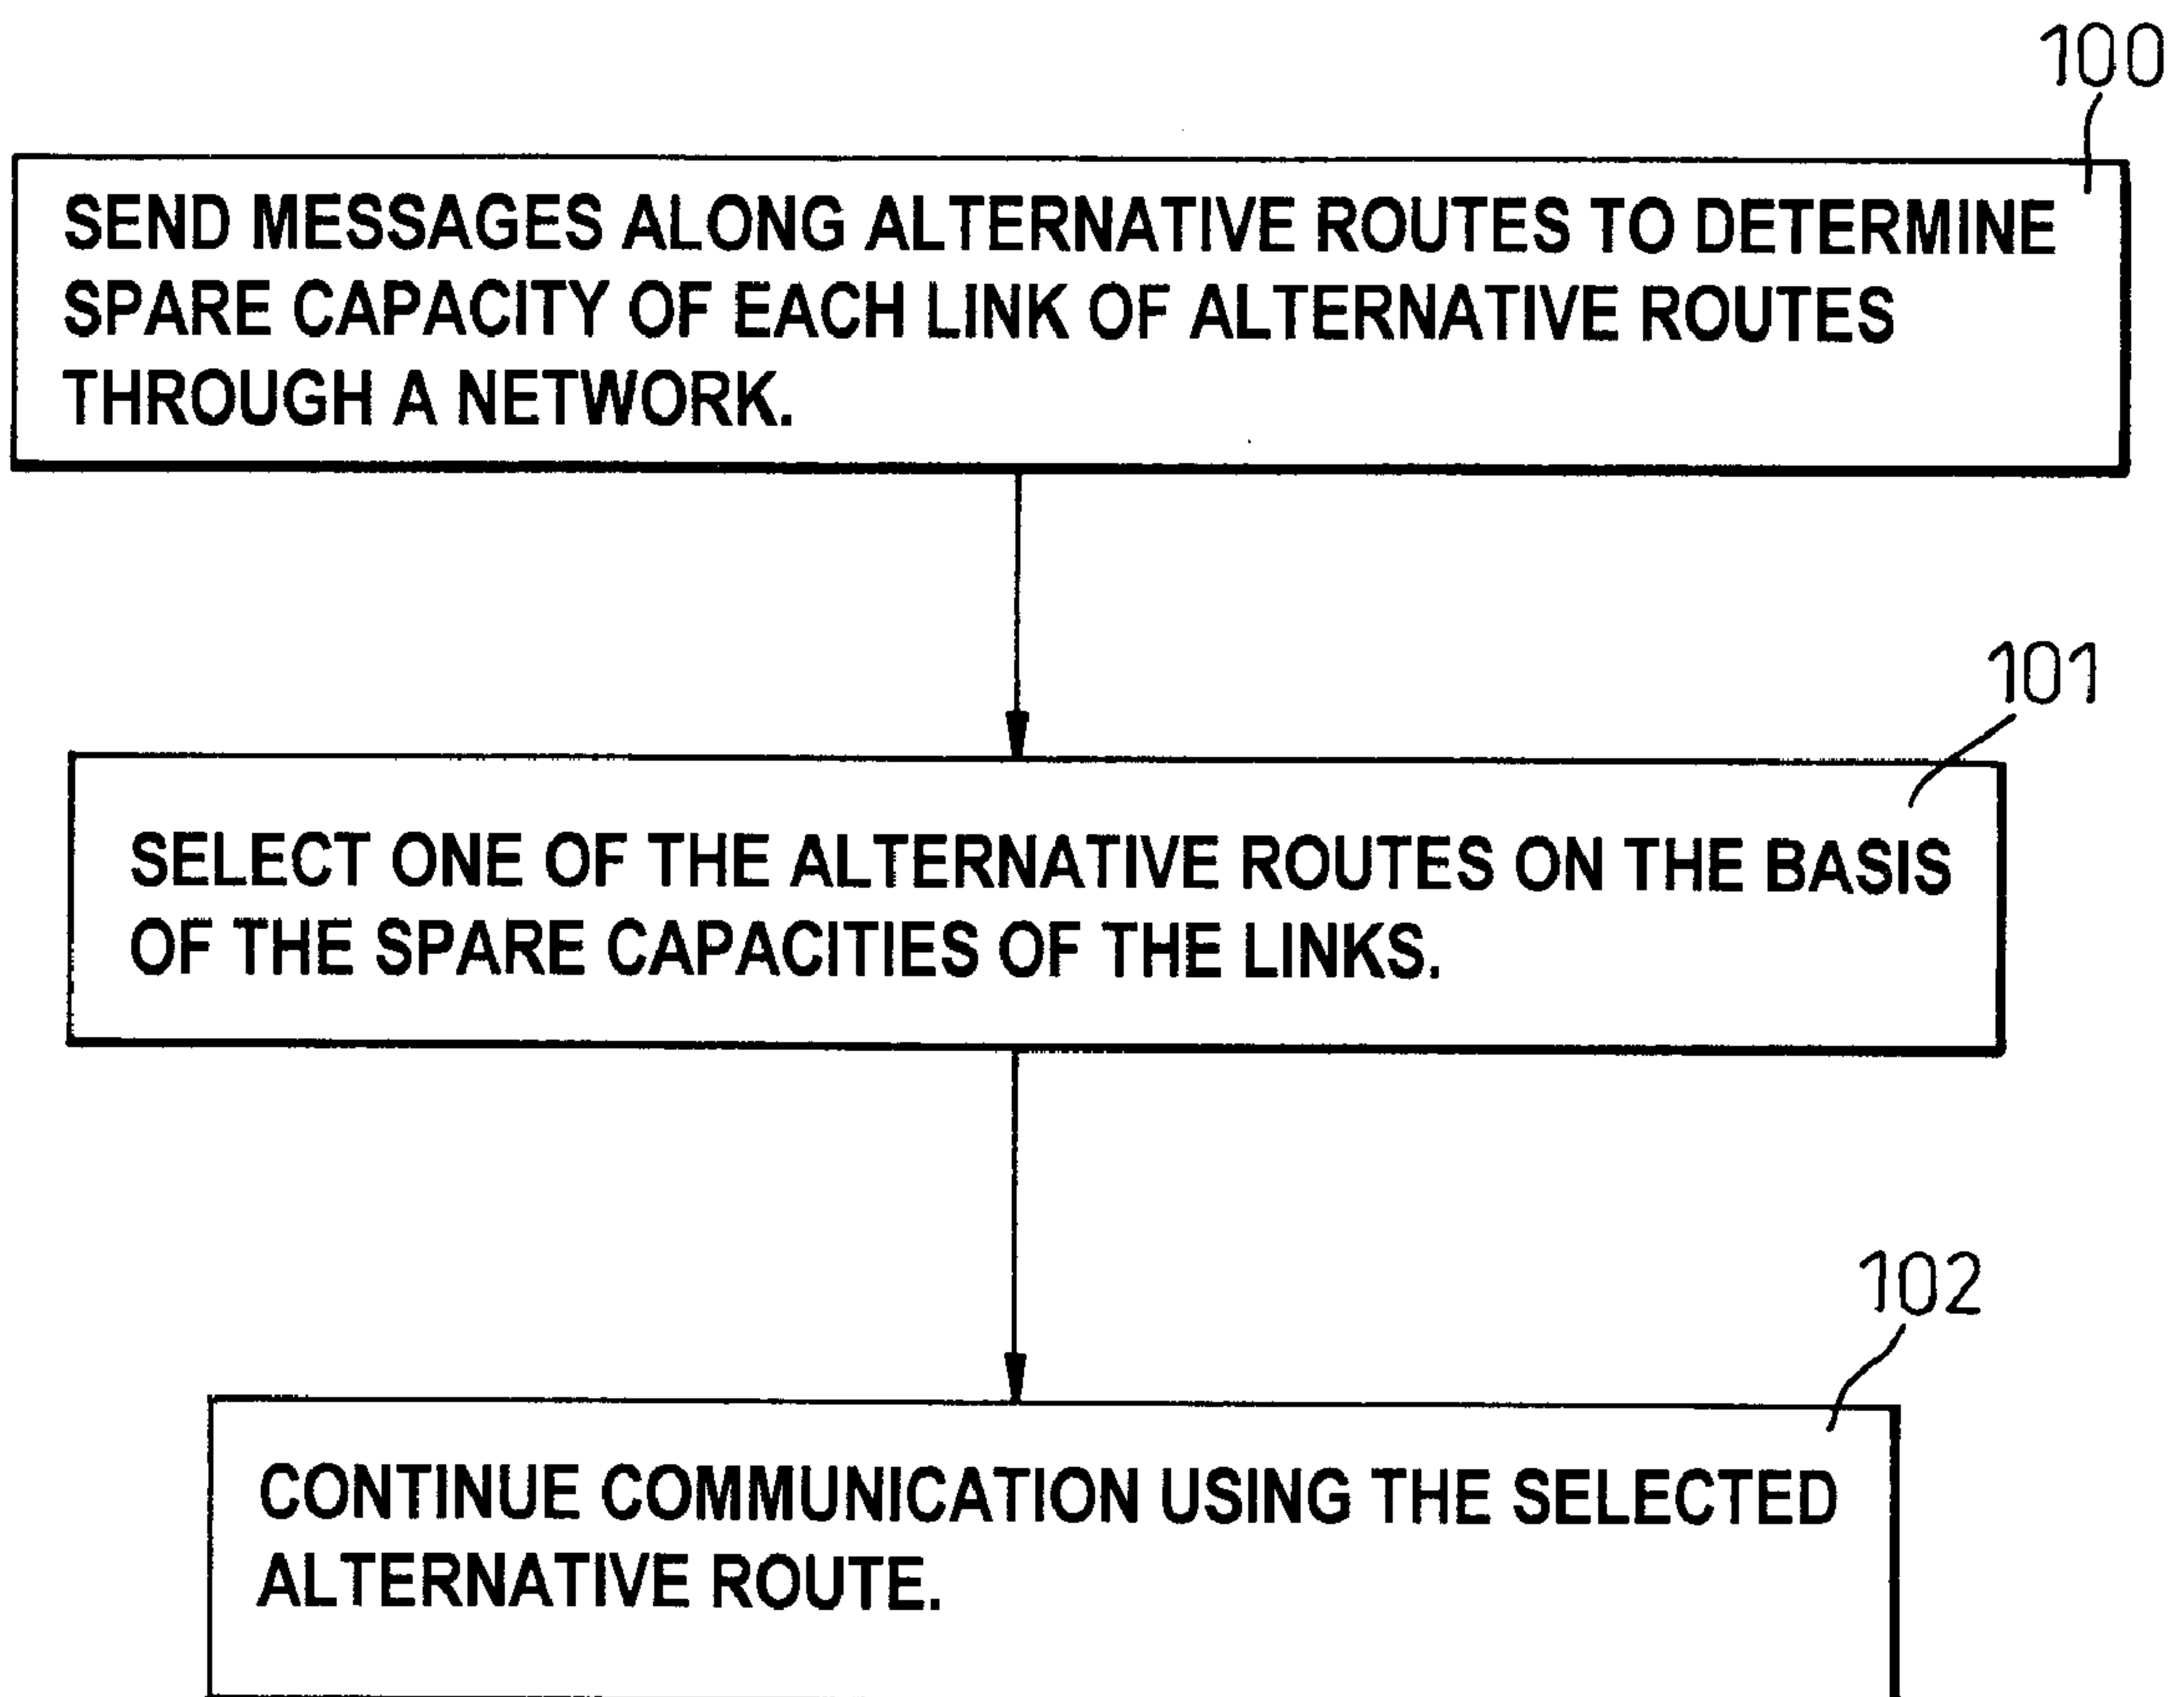 100
SEND MESSAGES ALONG ALTERNATIVE ROUTES TO DETERMINE
SPARE CAPACITY OF EACH LINK OF ALTERNATIVE ROUTES
THROUGH A NETWORK.
101
SELECT ONE OF THE ALTERNATIVE ROUTES ON THE BASIS
OF THE SPARE CAPACITIES OF THE LINKS.
102
CONTINUE COMMUNICATION USING THE SELECTED
ALTERNATIVE ROUTE.